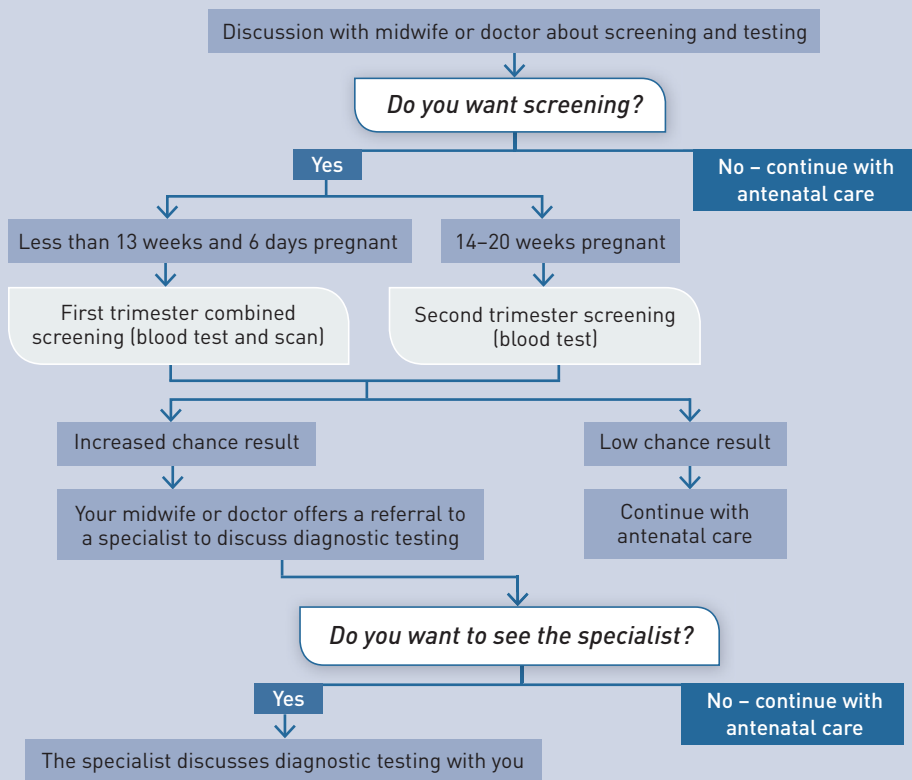 Discussion with midwife or doctor about screening and testing
Do you want screening?
Yes
No – continue with
antenatal care
Less than 13 weeks and 6 days pregnant
14–20 weeks pregnant
First trimester combined
screening (blood test and scan)
Second trimester screening
(blood test)
Increased chance result
Low chance result
Your midwife or doctor offers a referral to
a specialist to discuss diagnostic testing
Continue with
antenatal care
Do you want to see the specialist?
Yes
No – continue with
antenatal care
The specialist discusses diagnostic testing with you